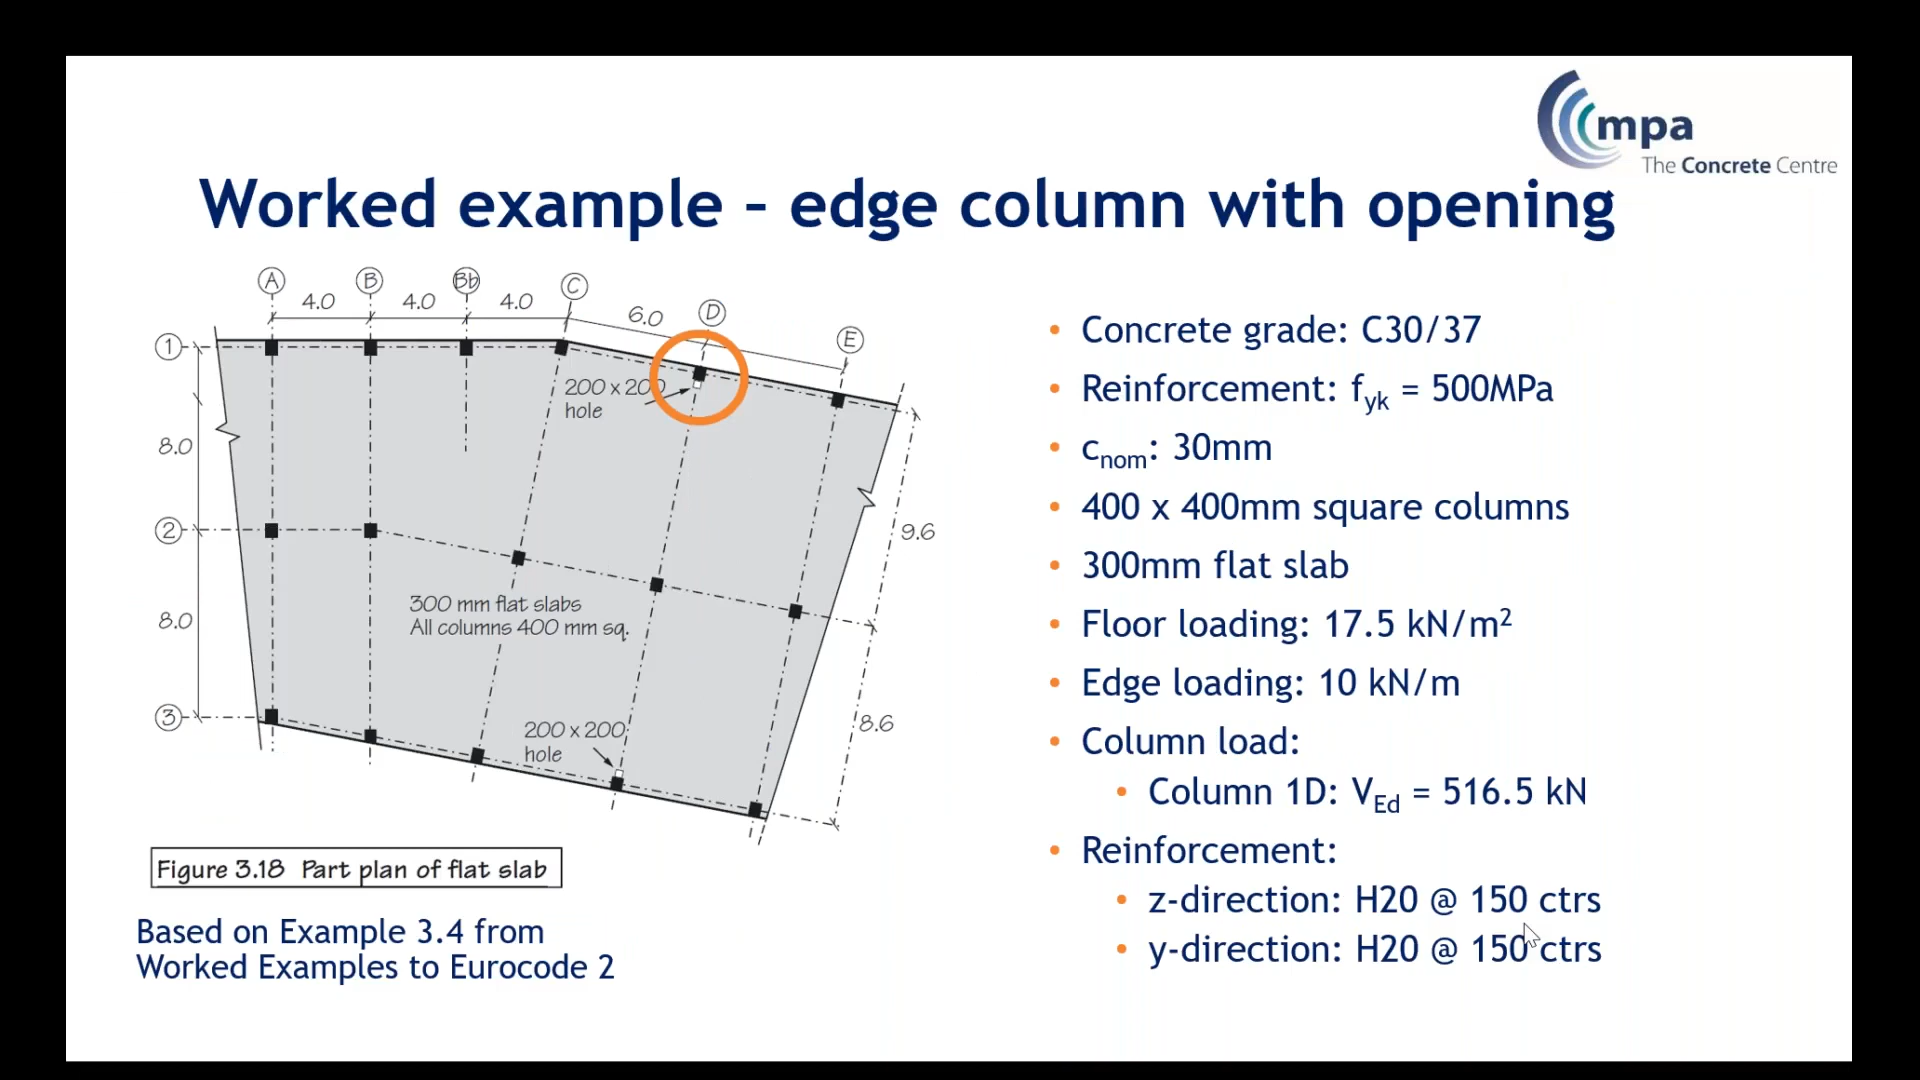 mpa
The Concrete Centre
Worked example - edge column with opening
A
B
Bb
C
D
E
4.0
4.0
4.0
6.0
1
2
3
8.0
8.0
9.6
8.6
200 x 200
hole
300 mm flat slabs
All columns 400 mm sq.
200 x 200
hole
Figure 3.18 Part plan of flat slab
Based on Example 3.4 from
Worked Examples to Eurocode 2
• Concrete grade: C30/37
• Reinforcement: fyk = 500MPa
• cnom: 30mm
• 400 x 400mm square columns
• 300mm flat slab
• Floor loading: 17.5 kN/m²
• Edge loading: 10 kN/m
• Column load:
• Column 1D: VEd = 516.5 kN
• Reinforcement:
• z-direction: H20 @ 150 ctrs
• y-direction: H20 @ 150 ctrs